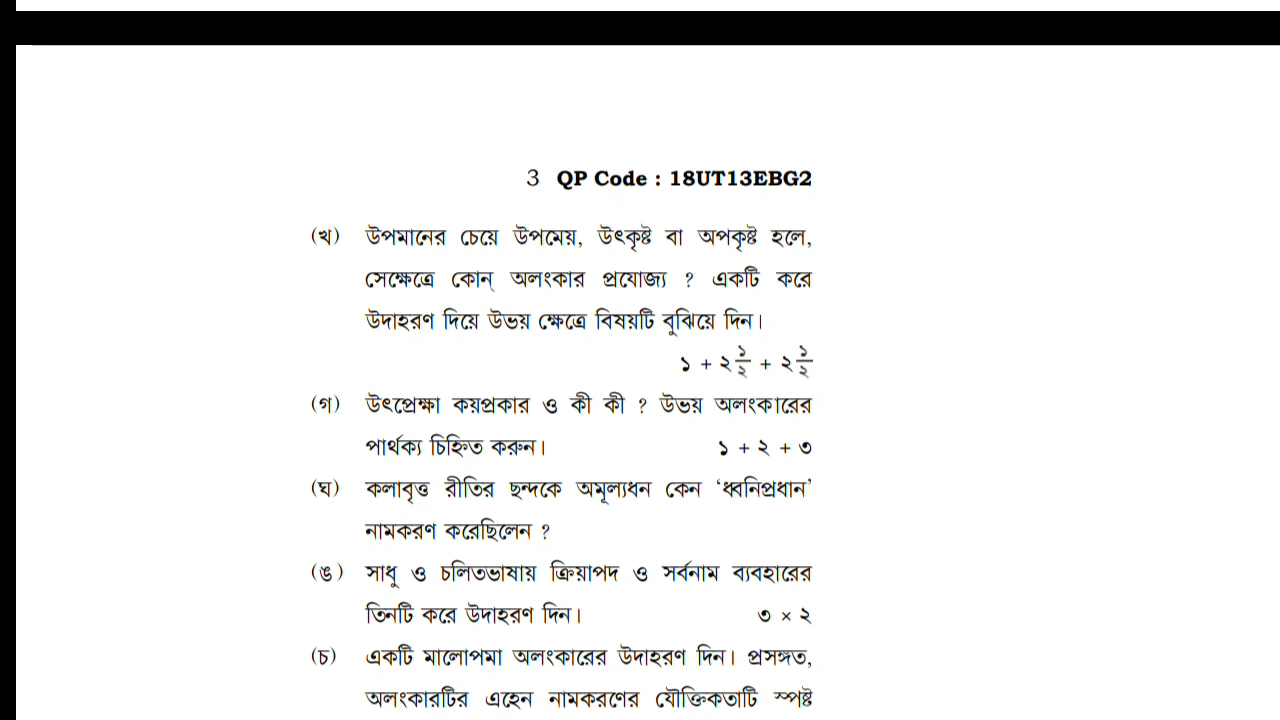 3 QP Code : 18UT13EBG2
(খ) উপমানের চেয়ে উপমেয়, উৎকৃষ্ট বা অপকৃষ্ট হলে,
সেক্ষেত্রে কোন্ অলংকার প্রযোজ্য ? একটি করে
উদাহরণ দিয়ে উভয় ক্ষেত্রে বিষয়টি বুঝিয়ে দিন।
১ + ২ ১/২ + ২ ১/২
(গ) উৎপ্রেক্ষা কয়প্রকার ও কী কী ? উভয় অলংকারের
পার্থক্য চিহ্নিত করুন। ১ + ২ + ৩
(ঘ) কলাবৃত্ত রীতির ছন্দকে অমূল্যধন কেন ‘ধ্বনিপ্রধান’
নামকরণ করেছিলেন ?
(ঙ) সাধু ও চলিতভাষায় ক্রিয়াপদ ও সর্বনাম ব্যবহারের
তিনটি করে উদাহরণ দিন। ৩ × ২
(চ) একটি মালোপমা অলংকারের উদাহরণ দিন। প্রসঙ্গত,
অলংকারটির এহেন নামকরণের যৌক্তিকতাটি স্পষ্ট